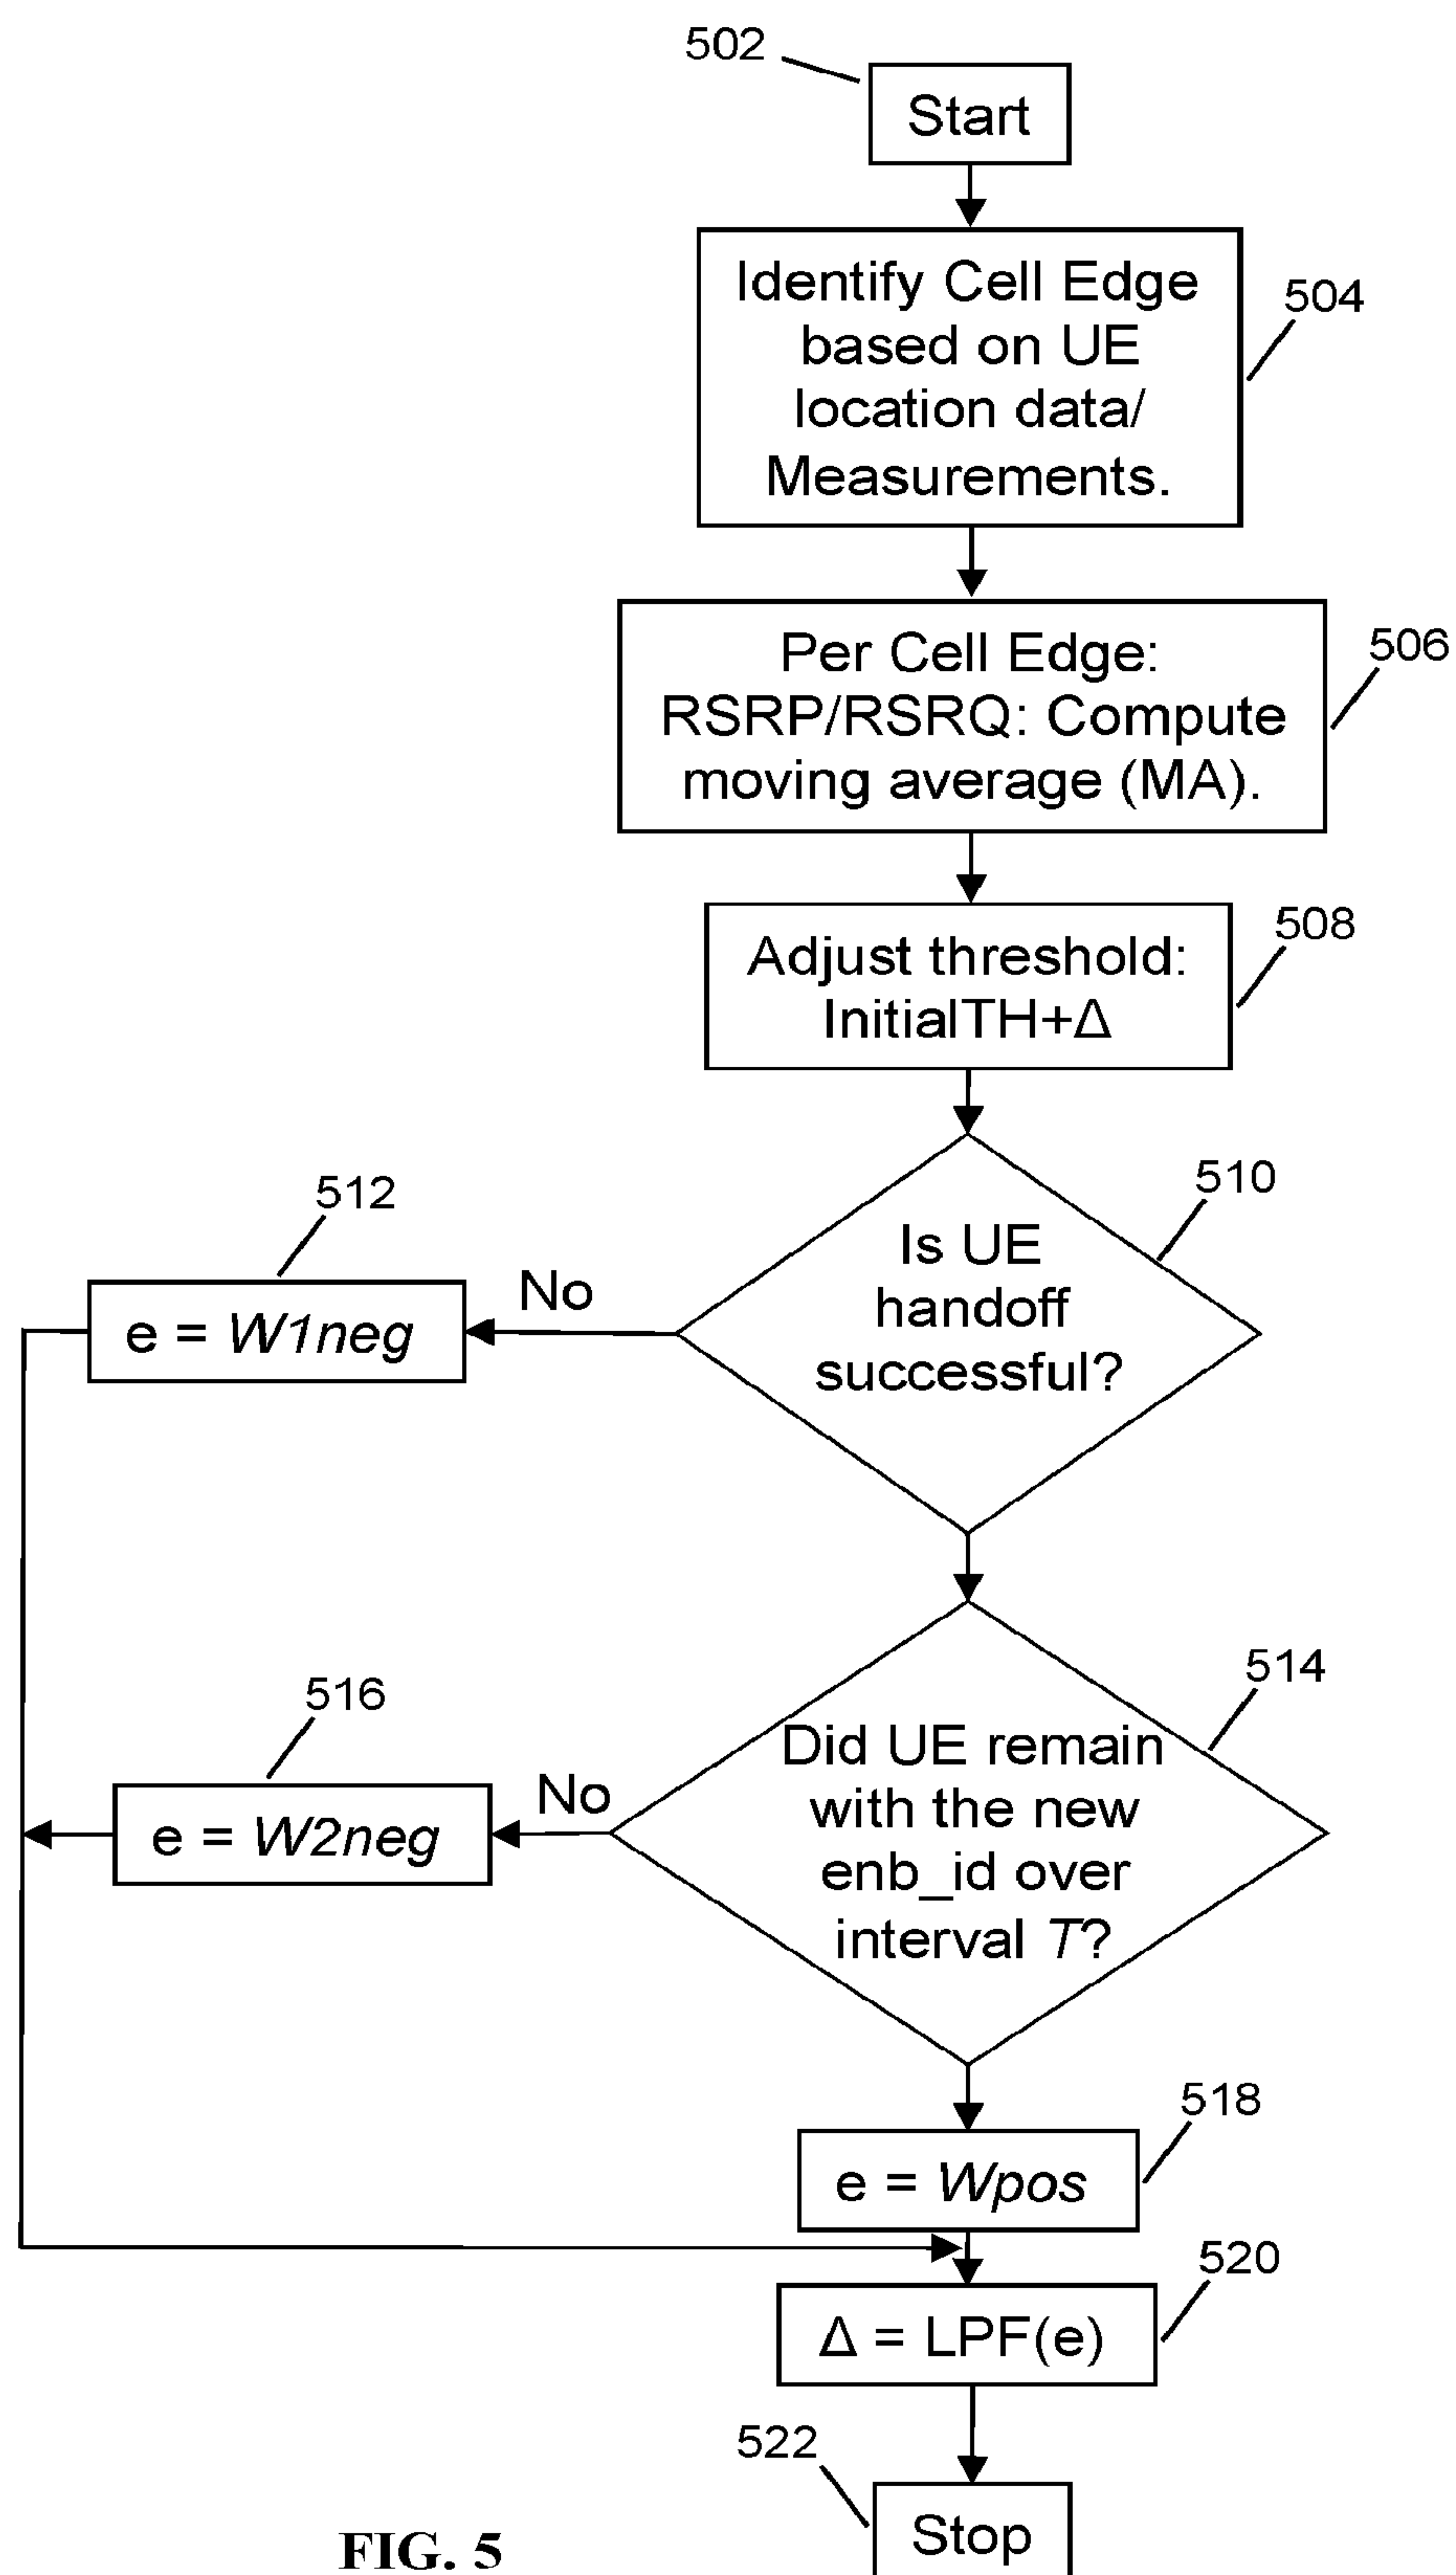 502
Start
Identify Cell Edge
based on UE
location data/
Measurements.
504
Per Cell Edge:
RSRP/RSRQ: Compute
moving average (MA).
506
Adjust threshold:
InitialTH+Δ
508
Is UE
handoff
successful?
510
No
512
e = W1neg
Did UE remain
with the new
enb_id over
interval T?
514
No
516
e = W2neg
518
e = Wpos
520
Δ = LPF(e)
522
Stop
FIG. 5